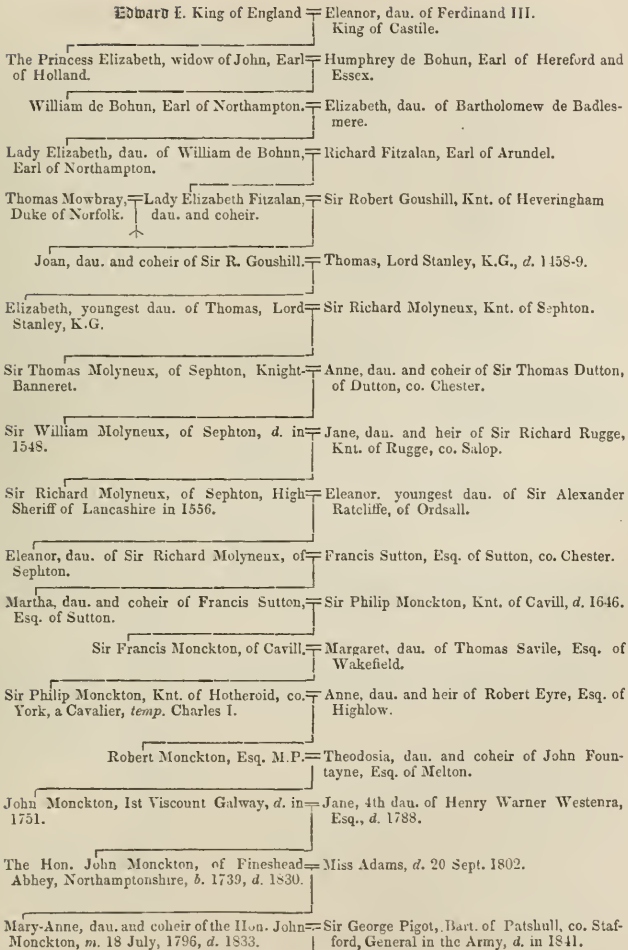 Edward I. King of England = Eleanor, dau. of Ferdinand III.
King of Castile.
The Princess Elizabeth, widow of John, Earl = Humphrey de Bohun, Earl of Hereford and
of Holland. Essex.
William de Bohun, Earl of Northampton. = Elizabeth, dau. of Bartholomew de Badles-
mere.
Lady Elizabeth, dau. of William de Bohun, = Richard Fitzalan, Earl of Arundel.
Earl of Northampton.
Thomas Mowbray, = Lady Elizabeth Fitzalan, = Sir Robert Goushill, Knt. of Heveringham
Duke of Norfolk. dau. and coheir.
Joan, dau. and coheir of Sir R. Goushill. = Thomas, Lord Stanley, K.G., d. 1458-9.
Elizabeth, youngest dau. of Thomas, Lord = Sir Richard Molyneux, Knt. of Sephton.
Stanley, K.G.
Sir Thomas Molyneux, of Sephton, Knight- = Anne, dau. and coheir of Sir Thomas Dutton,
Banneret. of Dutton, co. Chester.
Sir William Molyneux, of Sephton, d. in = Jane, dau. and heir of Sir Richard Rugge,
1548. Knt. of Rugge, co. Salop.
Sir Richard Molyneux, of Sephton, High = Eleanor. youngest dau. of Sir Alexander
Sheriff of Lancashire in 1556. Ratcliffe, of Ordsall.
Eleanor, dau. of Sir Richard Molyneux, of = Francis Sutton, Esq. of Sutton, co. Chester.
Sephton.
Martha, dau. and coheir of Francis Sutton, = Sir Philip Monckton, Knt. of Cavill, d. 1646.
Esq. of Sutton.
Sir Francis Monckton, of Cavill. = Margaret, dau. of Thomas Savile, Esq. of
Wakefield.
Sir Philip Monckton, Knt. of Hotheroid, co. = Anne, dau. and heir of Robert Eyre, Esq. of
York, a Cavalier, temp. Charles I. Highlow.
Robert Monckton, Esq. M.P. = Theodosia, dau. and coheir of John Foun-
tayne, Esq. of Melton.
John Monckton, 1st Viscount Galway, d. in = Jane, 4th dau. of Henry Warner Westenra,
1751. Esq., d. 1788.
The Hon. John Monckton, of Fineshead = Miss Adams, d. 20 Sept. 1802.
Abbey, Northamptonshire, b. 1739, d. 1830.
Mary-Anne, dau. and coheir of the Hon. John = Sir George Pigot, Bart. of Patshull, co. Staf-
Monckton, m. 18 July, 1796, d. 1833. ford, General in the Army, d. in 1841.